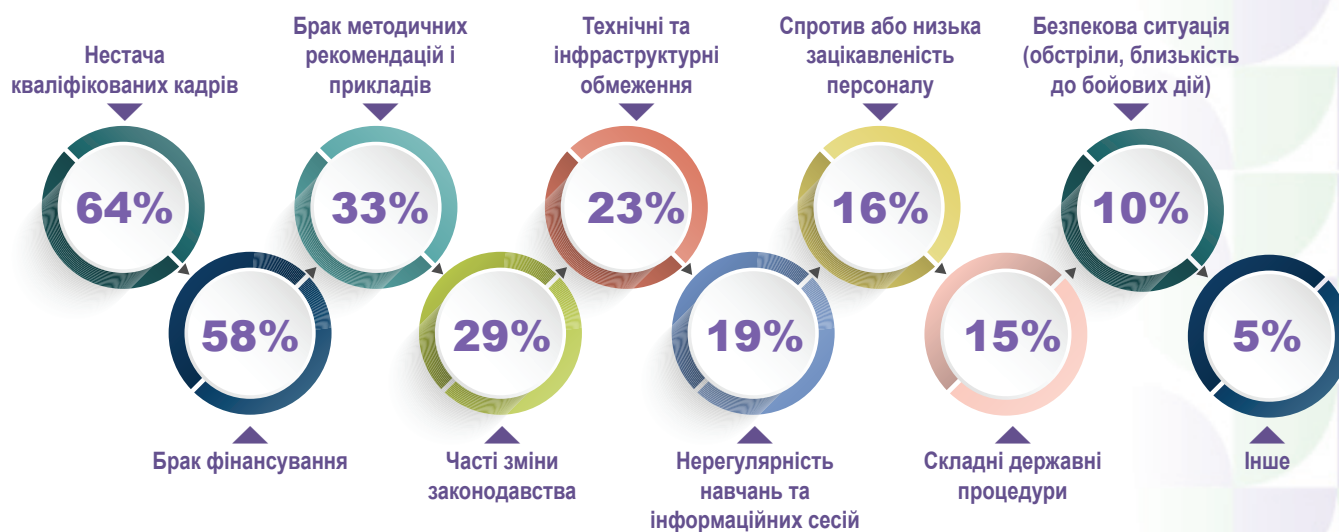 Нестача
кваліфікованих кадрів
64%
58%
Брак фінансування
Брак методичних
рекомендацій і
прикладів
33%
29%
Часті зміни
законодавства
Технічні та
інфраструктурні
обмеження
23%
19%
Нерегулярність
навчань та
інформаційних сесій
Спротив або низька
зацікавленість
персоналу
16%
15%
Складні державні
процедури
Безпекова ситуація
(обстріли, близькість
до бойових дій)
10%
5%
Інше